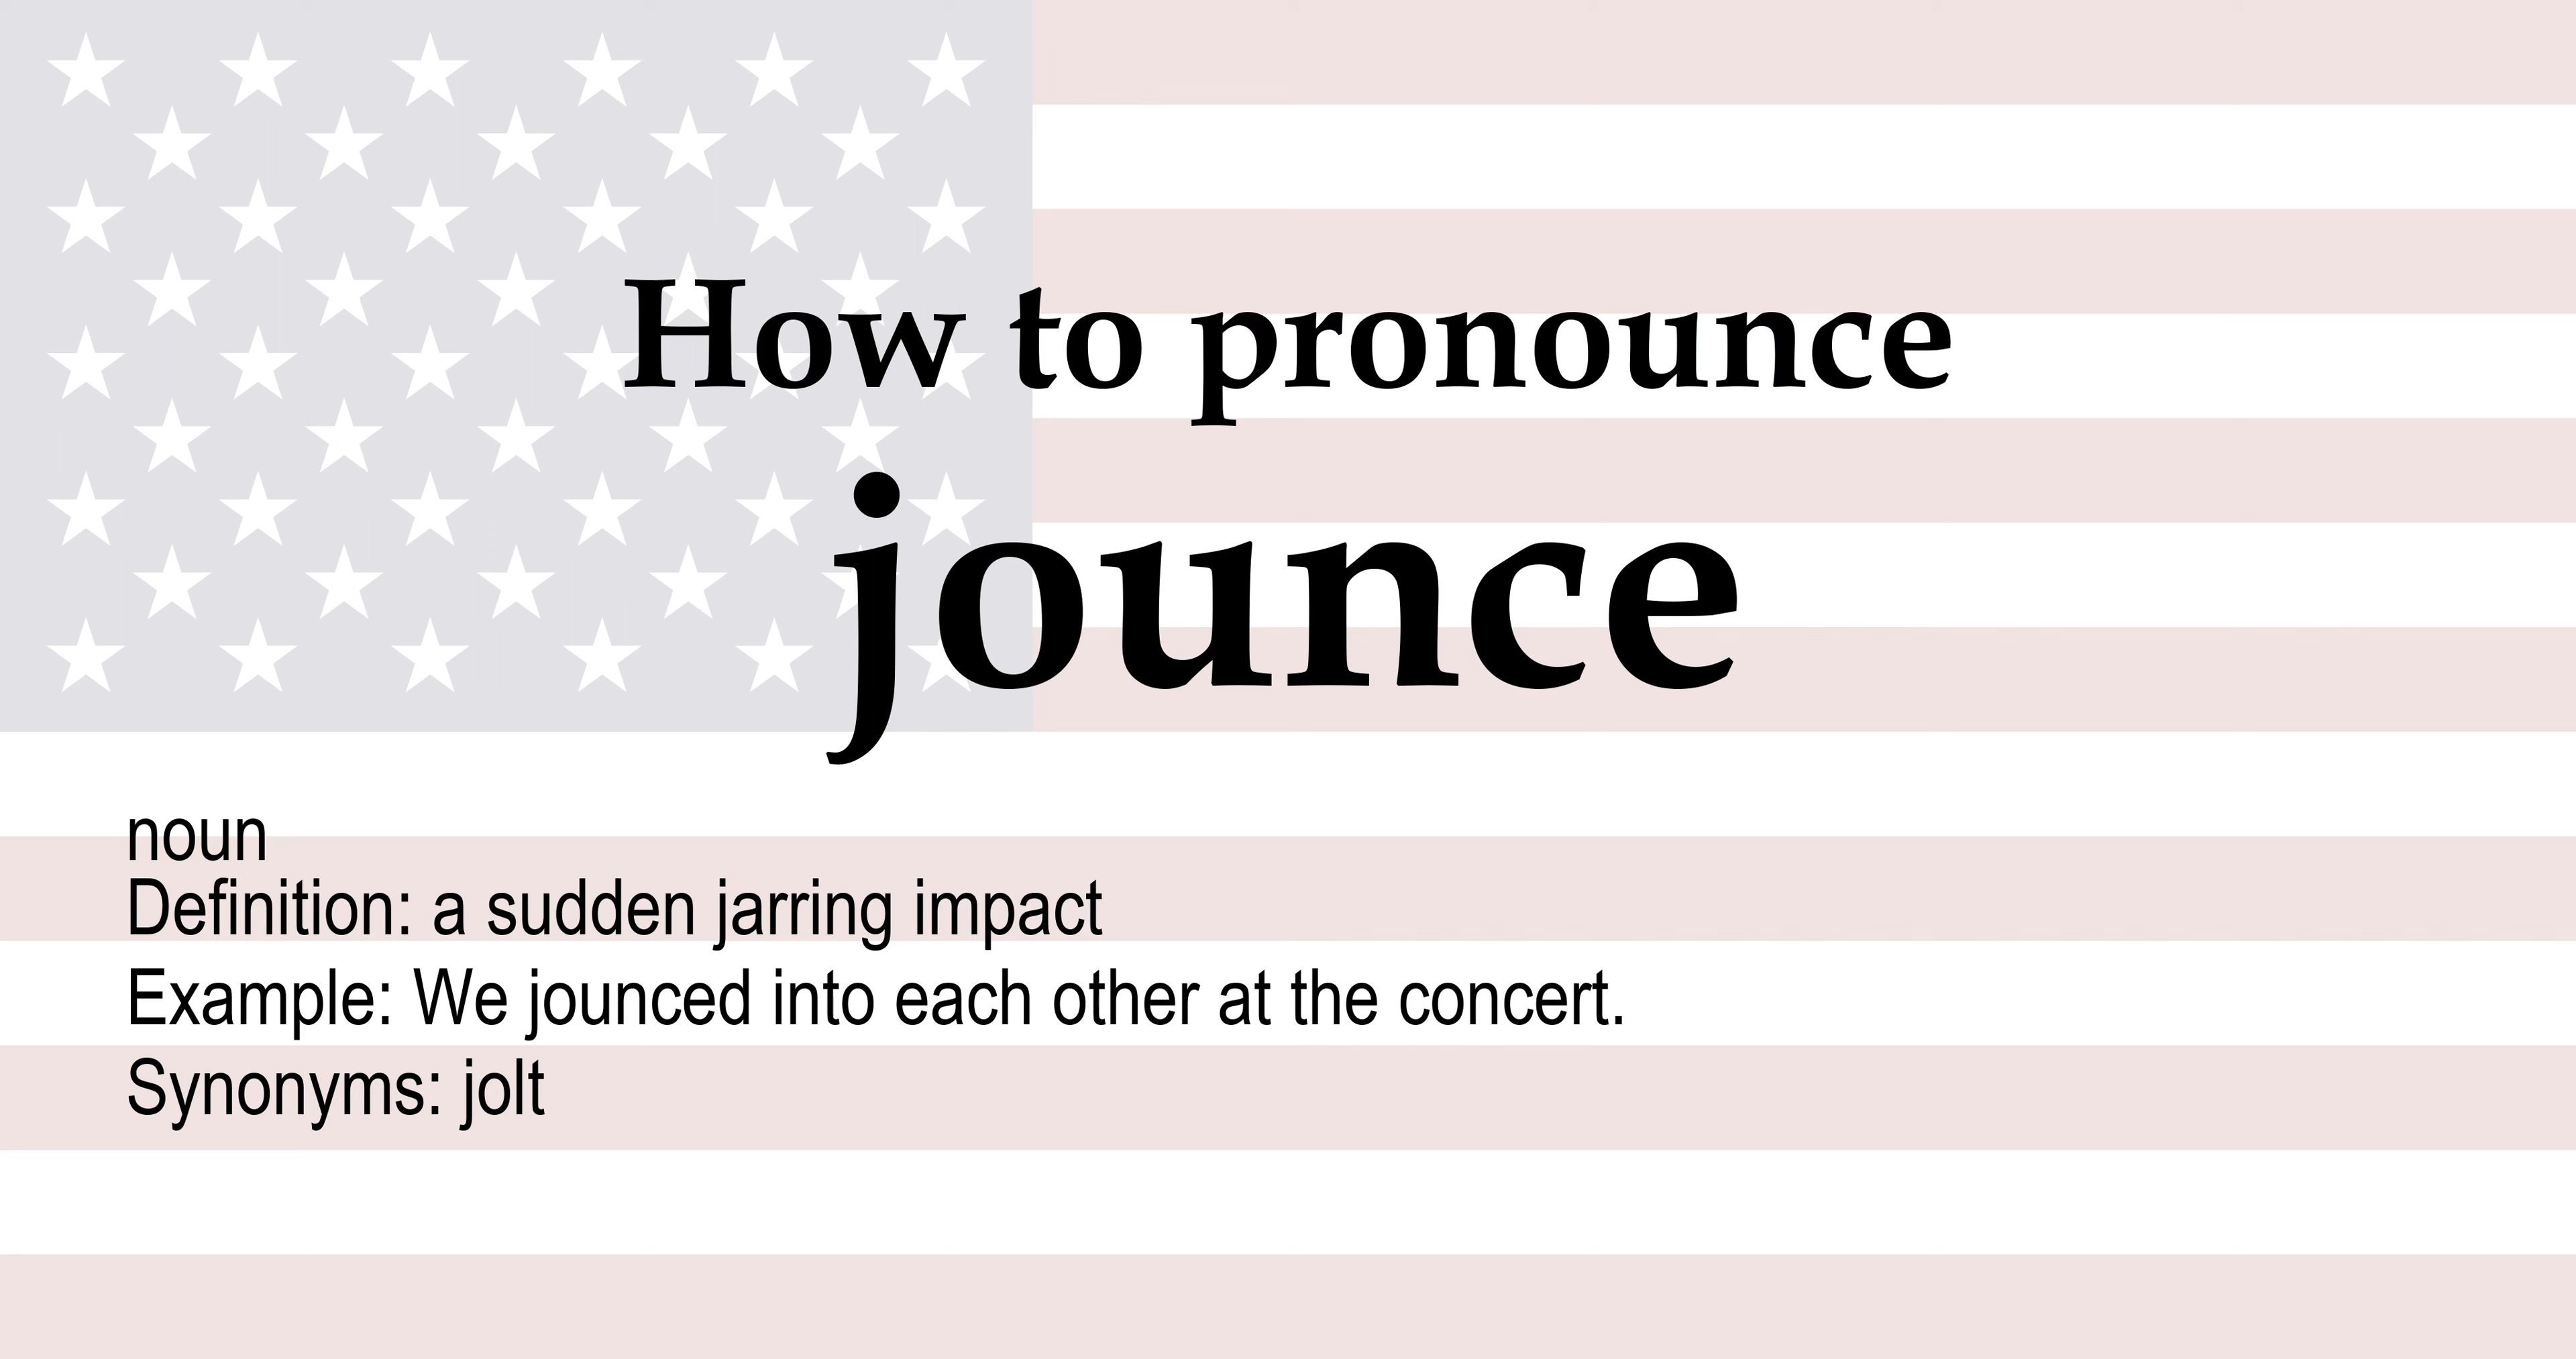 How to pronounce
jounce
noun
Definition: a sudden jarring impact
Example: We jounced into each other at the concert.
Synonyms: jolt